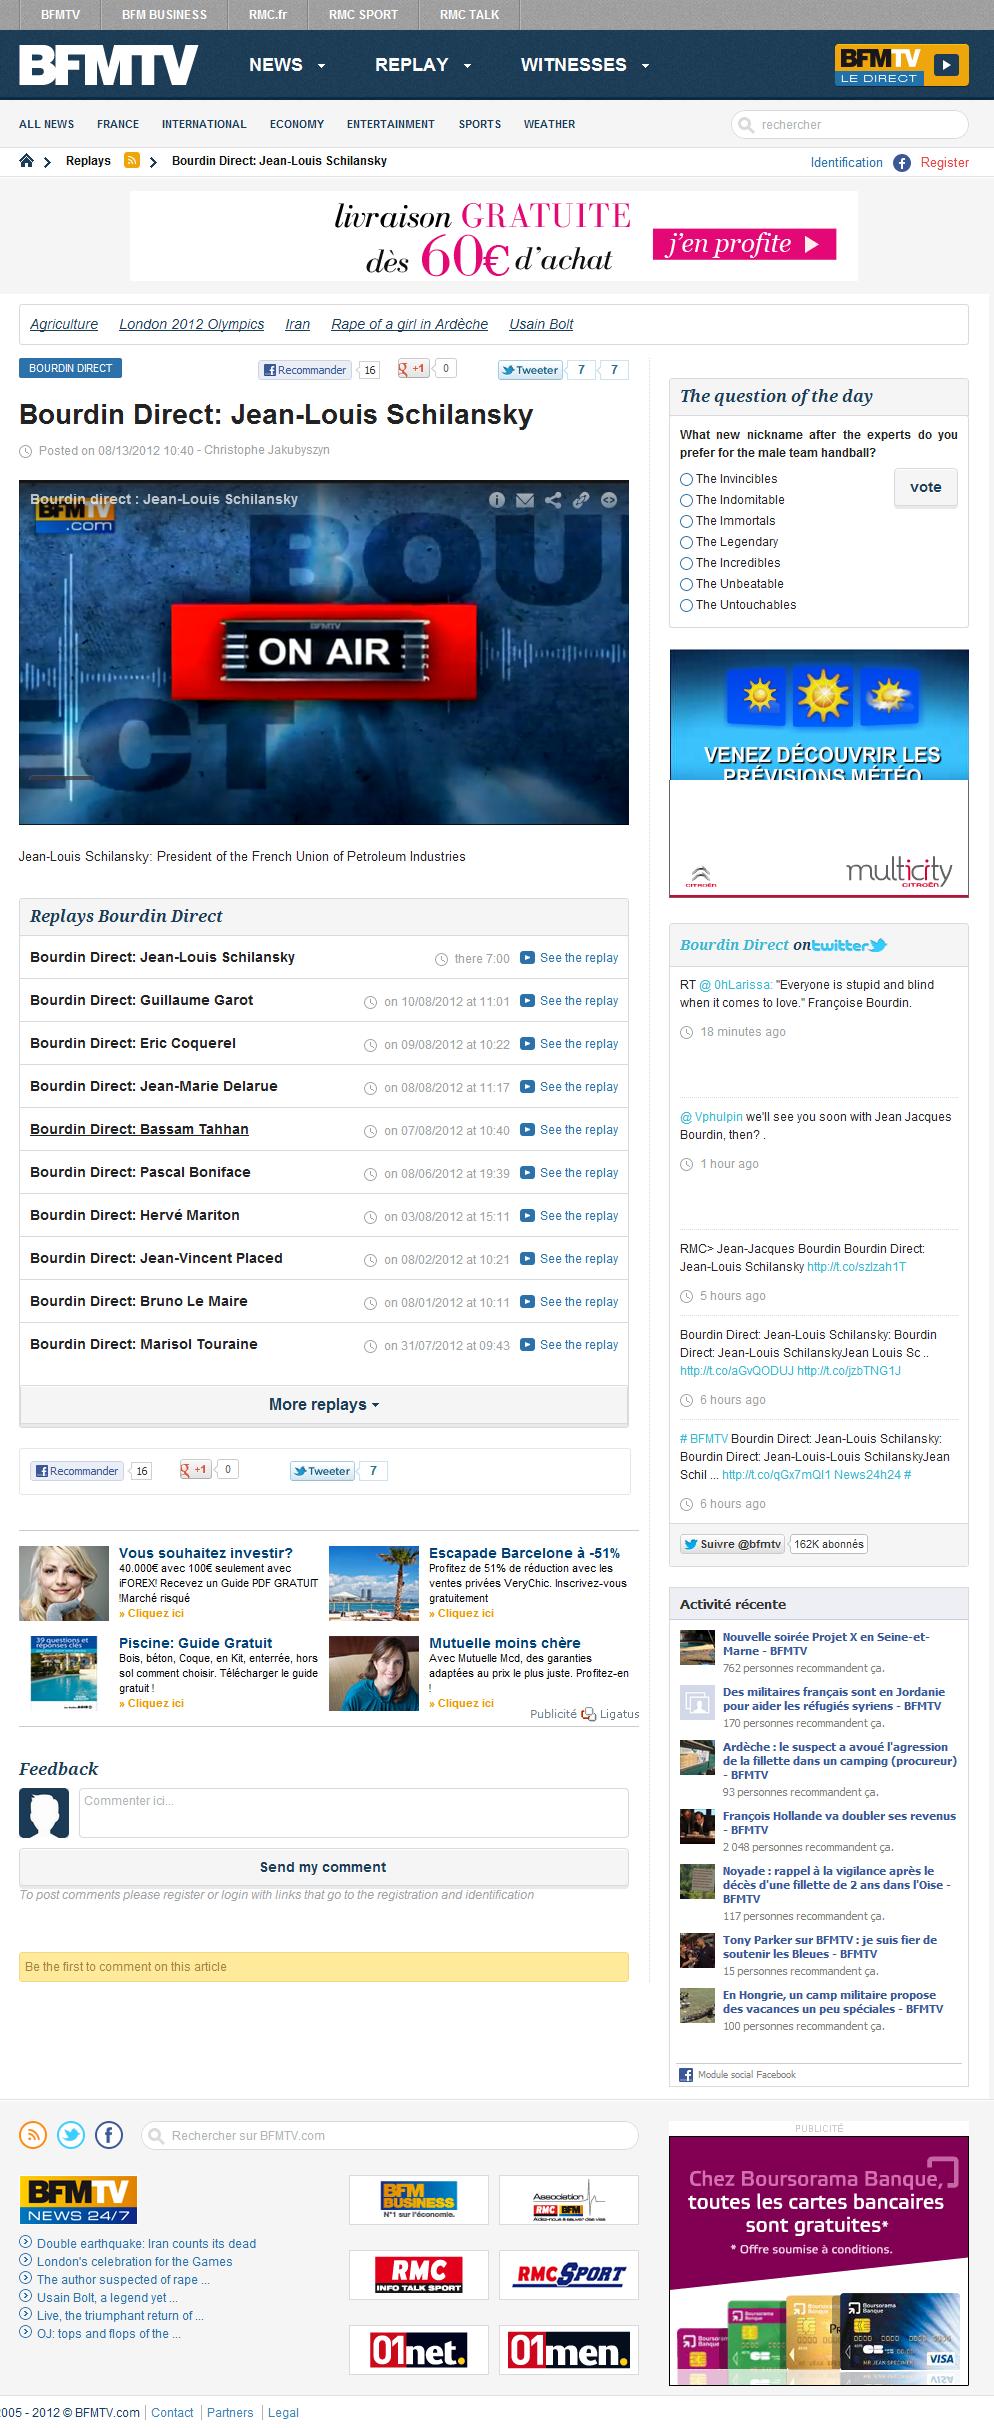 BFMTV
BFM BUSINESS
RMC.fr
RMC SPORT
RMC TALK
BFMTV
NEWS
REPLAY
WITNESSES
BFMTV
LE DIRECT
ALL NEWS
FRANCE
INTERNATIONAL
ECONOMY
ENTERTAINMENT
SPORTS
WEATHER
rechercher
Replays
Bourdin Direct: Jean-Louis Schilansky
Identification
Register
livraison GRATUITE
dès 60€ d'achat
j'en profite
Agriculture
London 2012 Olympics
Iran
Rape of a girl in Ardèche
Usain Bolt
BOURDIN DIRECT
Recommander 16
+1 0
Tweeter 7 7
Bourdin Direct: Jean-Louis Schilansky
Posted on 08/13/2012 10:40 - Christophe Jakubyszyn
Bourdin direct : Jean-Louis Schilansky
BFMTV
.com
BOU
BFMTV
ON AIR
ECT
Jean-Louis Schilansky: President of the French Union of Petroleum Industries
Replays Bourdin Direct
Bourdin Direct: Jean-Louis Schilansky there 7:00 See the replay
Bourdin Direct: Guillaume Garot on 10/08/2012 at 11:01 See the replay
Bourdin Direct: Eric Coquerel on 09/08/2012 at 10:22 See the replay
Bourdin Direct: Jean-Marie Delarue on 08/08/2012 at 11:17 See the replay
Bourdin Direct: Bassam Tahhan on 07/08/2012 at 10:40 See the replay
Bourdin Direct: Pascal Boniface on 08/06/2012 at 19:39 See the replay
Bourdin Direct: Hervé Mariton on 03/08/2012 at 15:11 See the replay
Bourdin Direct: Jean-Vincent Placed on 08/02/2012 at 10:21 See the replay
Bourdin Direct: Bruno Le Maire on 08/01/2012 at 10:11 See the replay
Bourdin Direct: Marisol Touraine on 31/07/2012 at 09:43 See the replay
More replays
Recommander 16
+1 0
Tweeter 7
Vous souhaitez investir?
40.000€ avec 100€ seulement avec
iFOREX! Recevez un Guide PDF GRATUIT
!Marché risqué
» Cliquez ici
Escapade Barcelone à -51%
Profitez de 51% de réduction avec les
ventes privées VeryChic. Inscrivez-vous
gratuitement
» Cliquez ici
39 questions et
réponses clés
Piscine: Guide Gratuit
Bois, béton, Coque, en Kit, enterrée, hors
sol comment choisir. Télécharger le guide
gratuit !
» Cliquez ici
Mutuelle moins chère
Avec Mutuelle Mcd, des garanties
adaptées au prix le plus juste. Profitez-en
!
» Cliquez ici
Publicité Ligatus
Feedback
Commenter ici...
Send my comment
To post comments please register or login with links that go to the registration and identification
Be the first to comment on this article
The question of the day
What new nickname after the experts do you
prefer for the male team handball?
The Invincibles
The Indomitable
The Immortals
The Legendary
The Incredibles
The Unbeatable
The Untouchables
vote
VENEZ DÉCOUVRIR LES
PRÉVISIONS MÉTÉO
CITROËN
multicity
CITROËN
Bourdin Direct on twitter
RT @ 0hLarissa: "Everyone is stupid and blind
when it comes to love." Françoise Bourdin.
18 minutes ago
@ Vphulpin we'll see you soon with Jean Jacques
Bourdin, then? .
1 hour ago
RMC> Jean-Jacques Bourdin Bourdin Direct:
Jean-Louis Schilansky http://t.co/szlzah1T
5 hours ago
Bourdin Direct: Jean-Louis Schilansky: Bourdin
Direct: Jean-Louis SchilanskyJean Louis Sc ..
http://t.co/aGvQODUJ http://t.co/jzbTNG1J
6 hours ago
# BFMTV Bourdin Direct: Jean-Louis Schilansky:
Bourdin Direct: Jean-Louis-Louis SchilanskyJean
Schil ... http://t.co/qGx7mQI1 News24h24 #
6 hours ago
Suivre @bfmtv
162K abonnés
Activité récente
Nouvelle soirée Projet X en Seine-et-
Marne - BFMTV
762 personnes recommandent ça.
Des militaires français sont en Jordanie
pour aider les réfugiés syriens - BFMTV
170 personnes recommandent ça.
Ardèche : le suspect a avoué l'agression
de la fillette dans un camping (procureur)
- BFMTV
93 personnes recommandent ça.
François Hollande va doubler ses revenus
- BFMTV
2 048 personnes recommandent ça.
Noyade : rappel à la vigilance après le
décès d'une fillette de 2 ans dans l'Oise -
BFMTV
117 personnes recommandent ça.
Tony Parker sur BFMTV : je suis fier de
soutenir les Bleues - BFMTV
15 personnes recommandent ça.
En Hongrie, un camp militaire propose
des vacances un peu spéciales - BFMTV
100 personnes recommandent ça.
Module social Facebook
Rechercher sur BFMTV.com
BFMTV
NEWS 24/7
Double earthquake: Iran counts its dead
London's celebration for the Games
The author suspected of rape ...
Usain Bolt, a legend yet ...
Live, the triumphant return of ...
OJ: tops and flops of the ...
BFM
BUSINESS
N°1 sur l'économie.
Association
RMC BFM
Aidez-nous à sauver des vies
RMC
INFO TALK SPORT
RMC SPORT
01net.
01men.
PUBLICITÉ
Chez Boursorama Banque,
toutes les cartes bancaires
sont gratuites*
* Offre soumise à conditions.
Boursorama
Banque
Boursorama
Banque
VISA
005 - 2012 © BFMTV.com
Contact
Partners
Legal